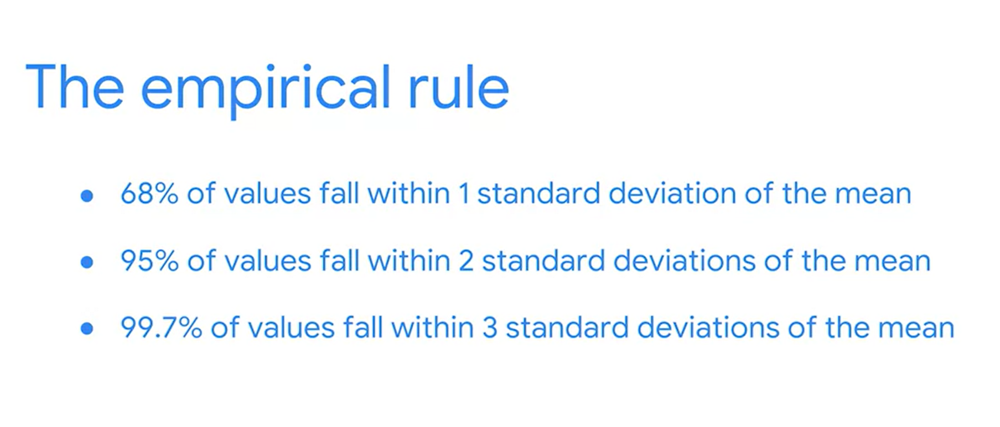 The empirical rule
● 68% of values fall within 1 standard deviation of the mean
● 95% of values fall within 2 standard deviations of the mean
● 99.7% of values fall within 3 standard deviations of the mean